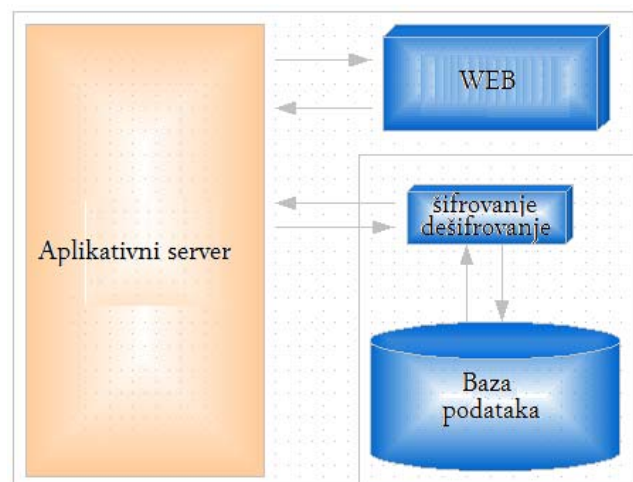 WEB
šifrovanje
dešifrovanje
Aplikativni server
Baza
podataka